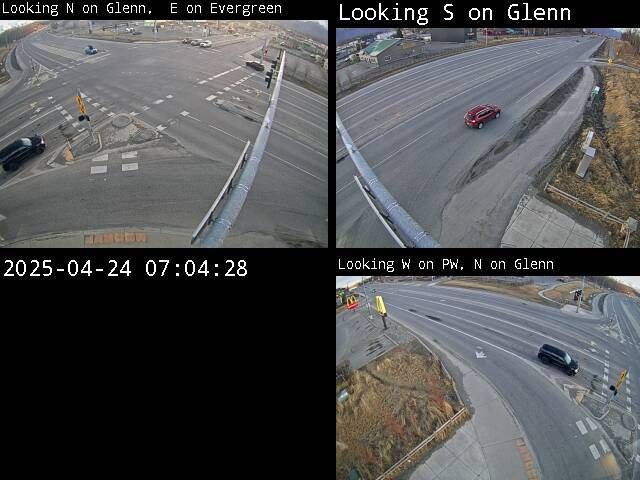 Looking N on Glenn,  E on Evergreen
Looking S on Glenn
2025-04-24 07:04:28
Looking W on PW, N on Glenn